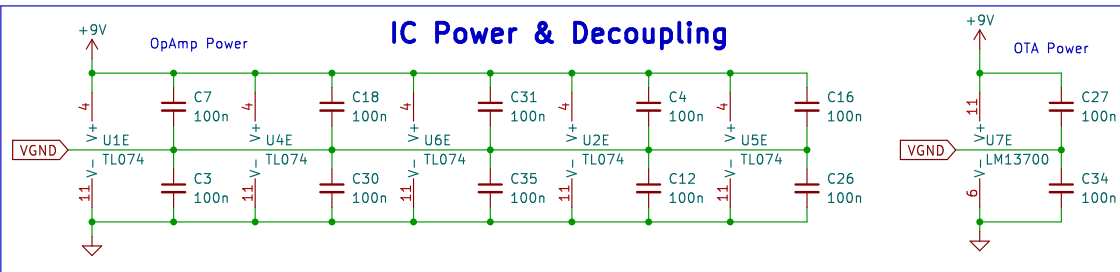 IC Power & Decoupling
+9V
OpAmp Power
+9V
OTA Power
4
V+
C7
100n
4
V+
C18
100n
4
V+
C31
100n
4
V+
C4
100n
4
V+
C16
100n
11
V+
C27
100n
VGND
U1E
TL074
U4E
TL074
U6E
TL074
U2E
TL074
U5E
TL074
VGND
U7E
LM13700
V-
11
C3
100n
V-
11
C30
100n
V-
11
C35
100n
V-
11
C12
100n
V-
11
C26
100n
V-
6
C34
100n